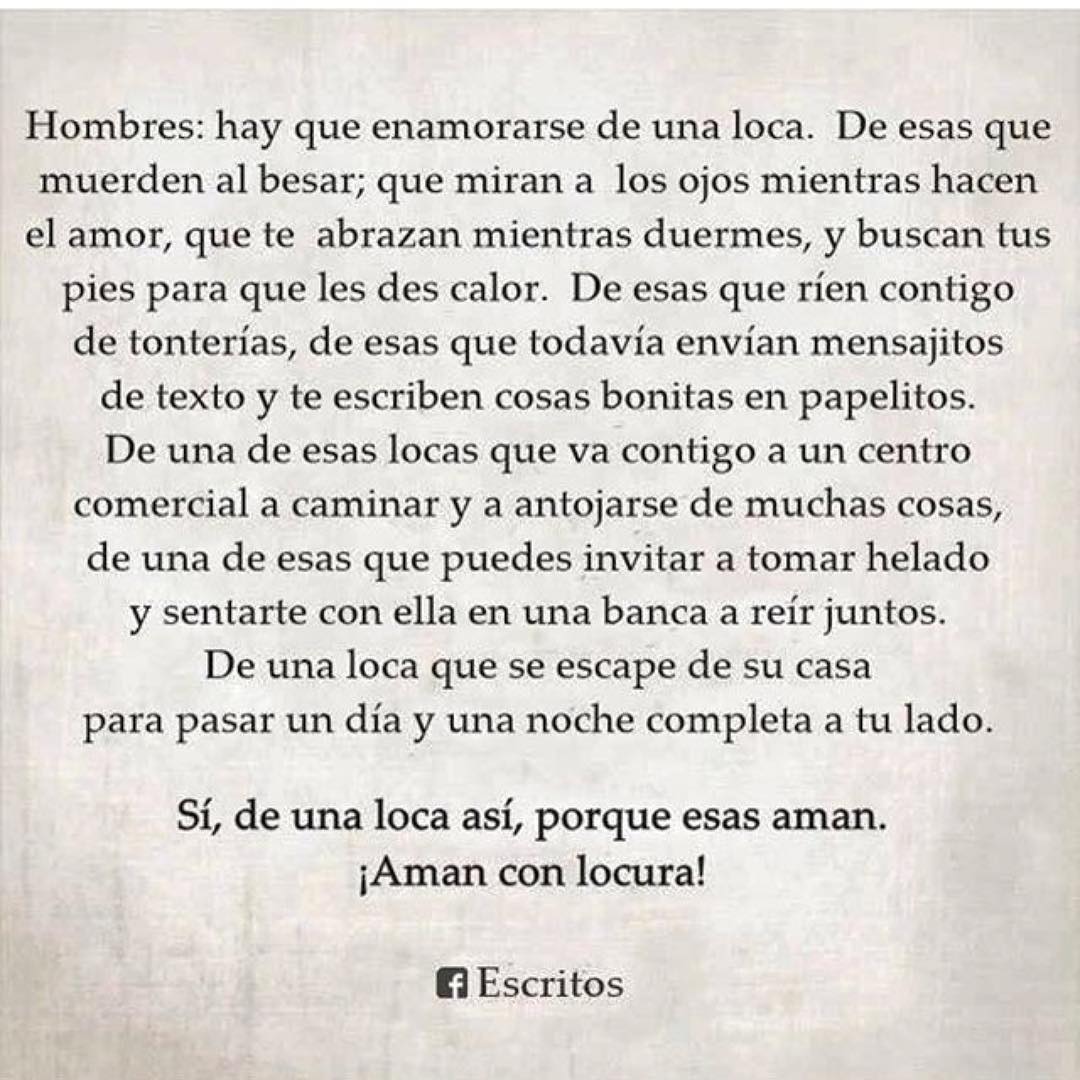 Hombres: hay que enamorarse de una loca. De esas que
muerden al besar; que miran a los ojos mientras hacen
el amor, que te abrazan mientras duermes, y buscan tus
pies para que les des calor. De esas que ríen contigo
de tonterías, de esas que todavía envían mensajitos
de texto y te escriben cosas bonitas en papelitos.
De una de esas locas que va contigo a un centro
comercial a caminar y a antojarse de muchas cosas,
de una de esas que puedes invitar a tomar helado
y sentarte con ella en una banca a reír juntos.
De una loca que se escape de su casa
para pasar un día y una noche completa a tu lado.
Sí, de una loca así, porque esas aman.
¡Aman con locura!
f Escritos